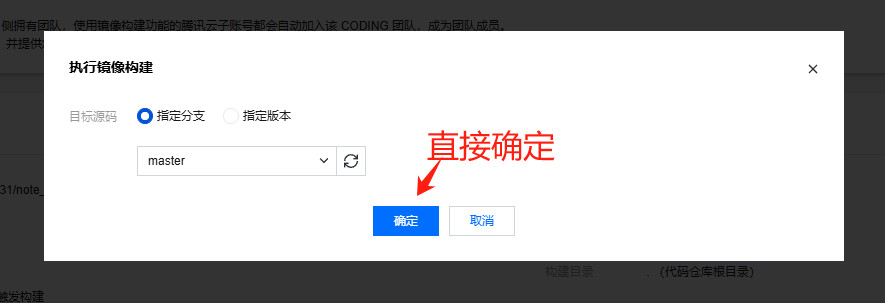 侧拥有团队，使用镜像构建功能的腾讯云子账号都会自动加入该 CODING 团队，成为团队成员。
并提供
执行镜像构建
目标源码 指定分支 指定版本
直接确定
master
31/note_
确定 取消
构建目录 . （代码仓库根目录）
触发构建